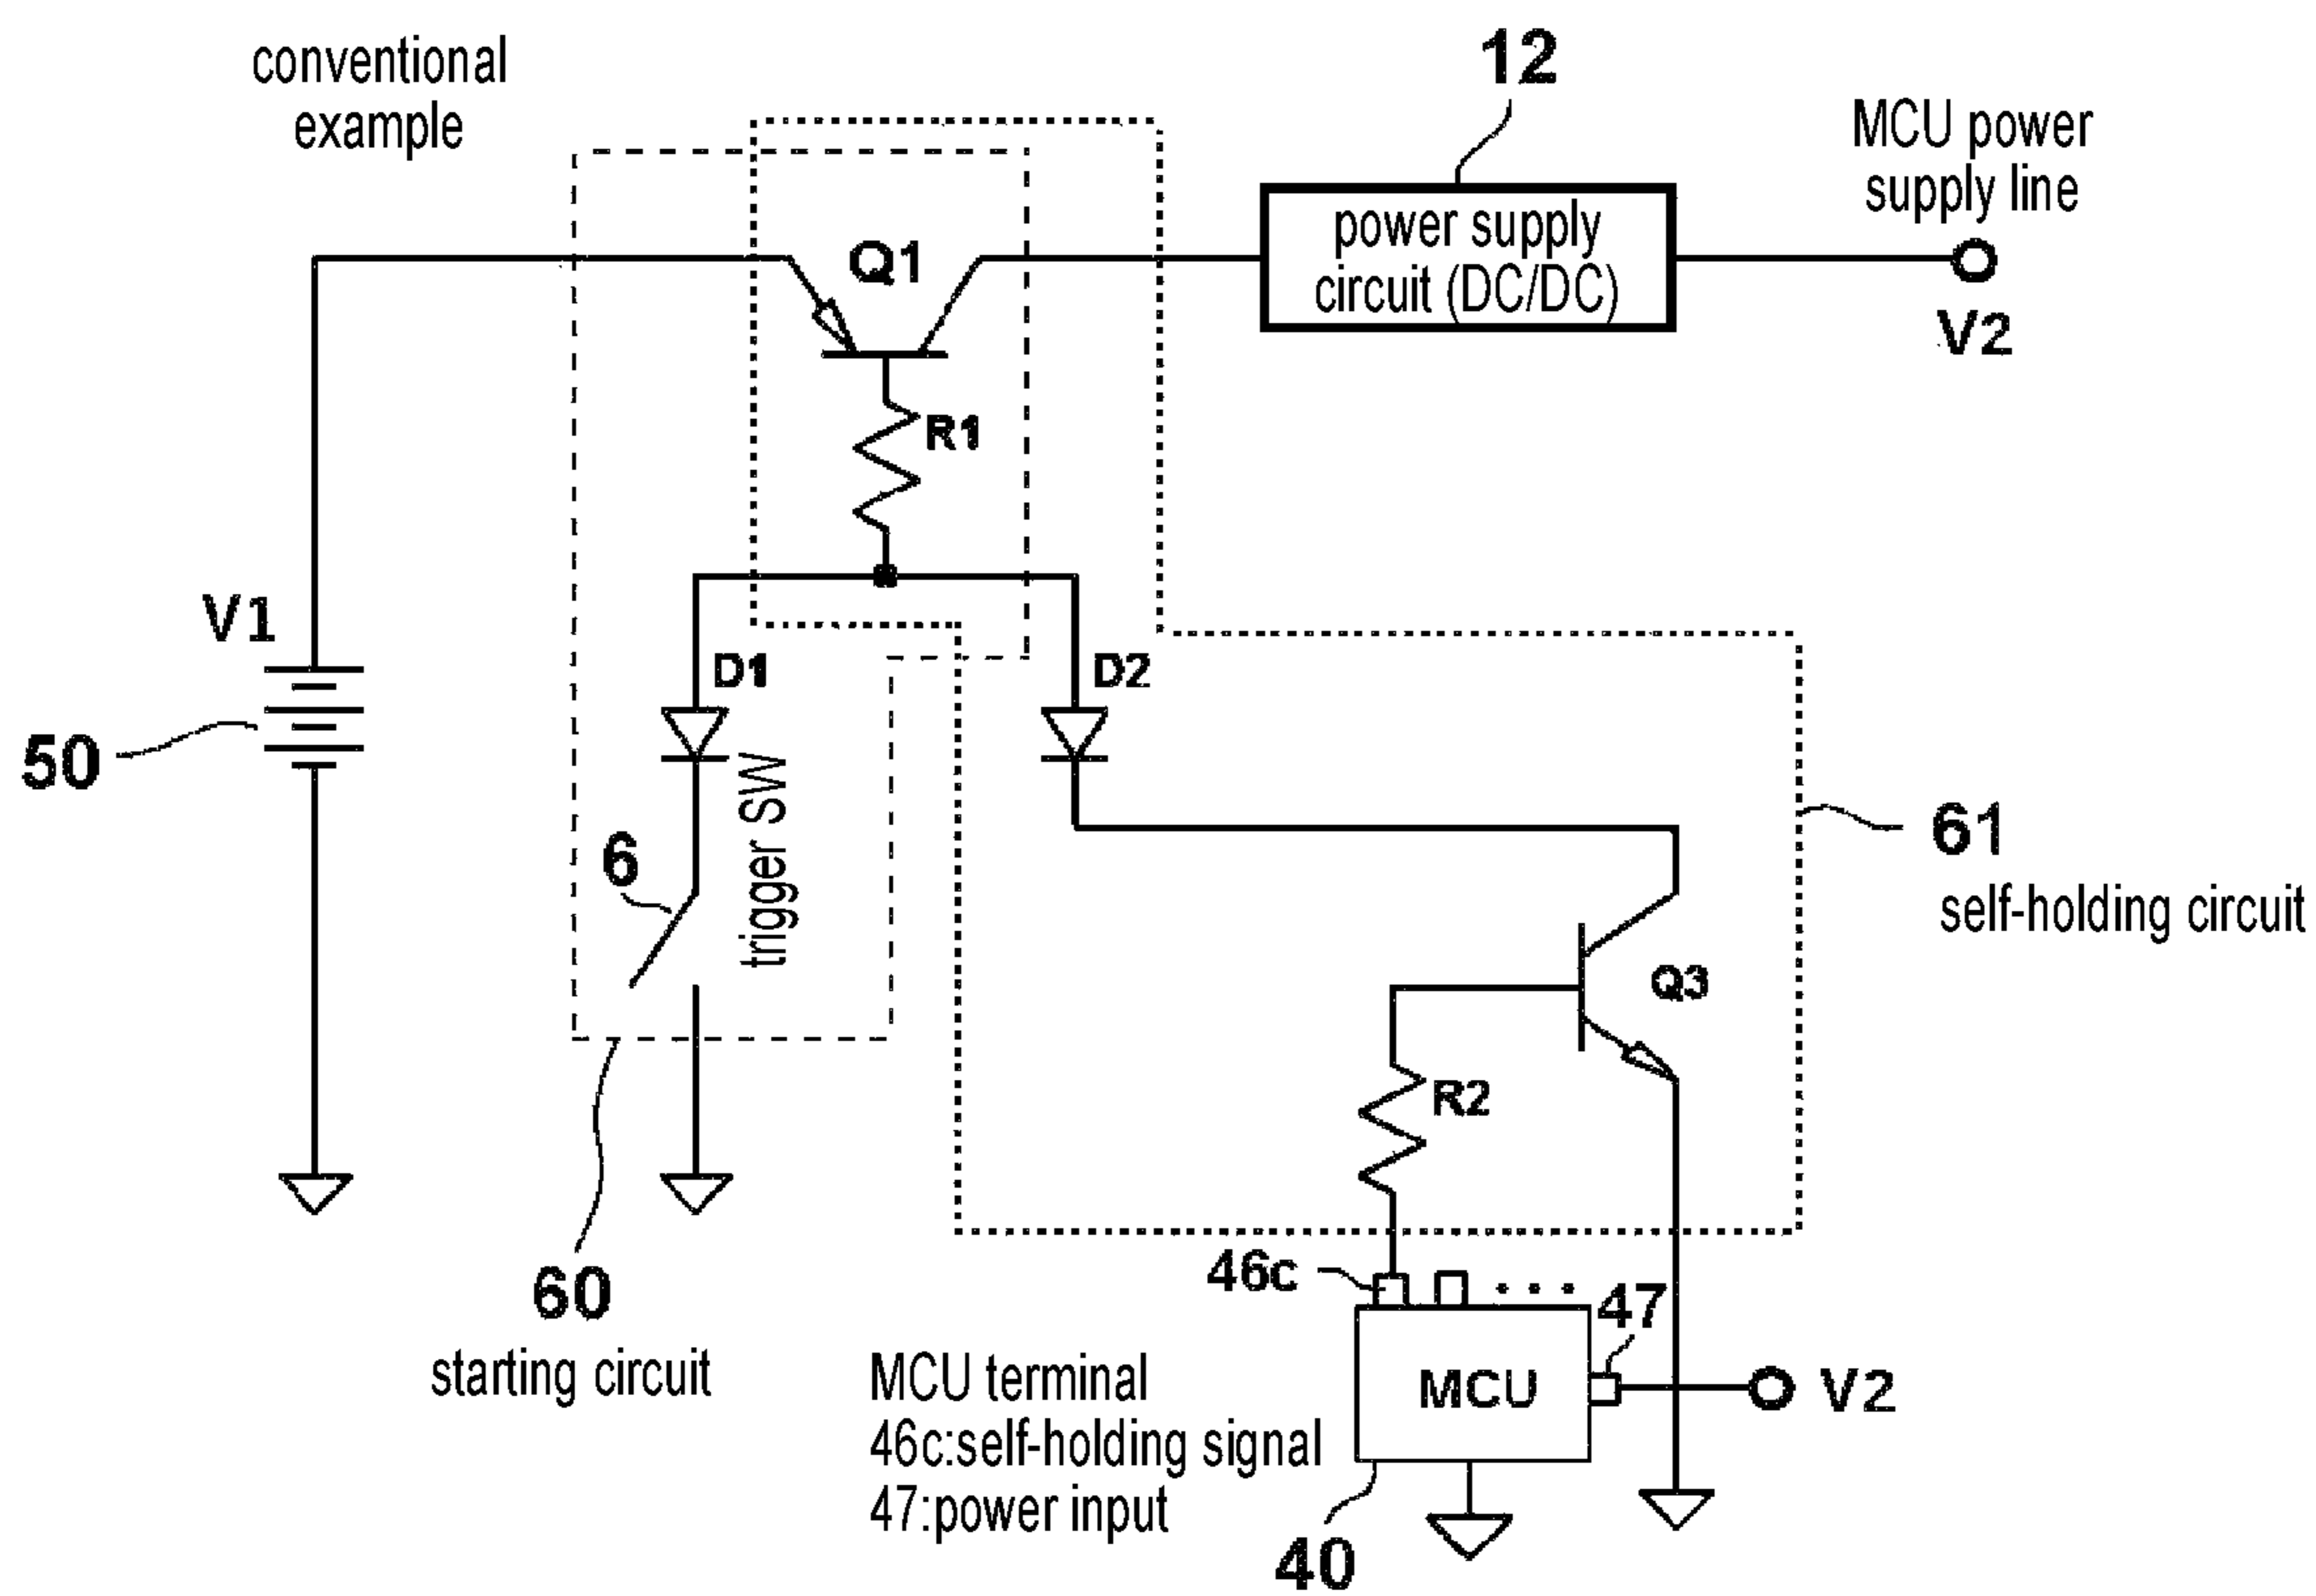 conventional
example
12
MCU power
supply line
power supply
circuit (DC/DC)
Q1
V2
R1
V1
D1
D2
50
trigger SW
6
61
self-holding circuit
Q3
R2
46c
47
60
starting circuit
MCU terminal
46c:self-holding signal
47:power input
MCU
V2
40